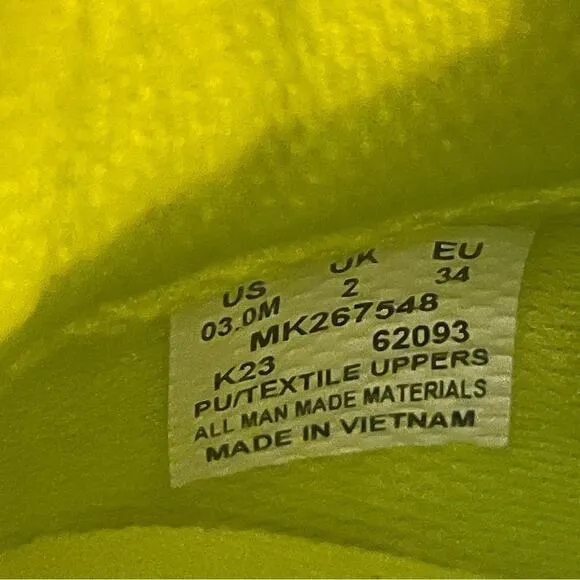 US UK EU
03.0M 2 34
MK267548
K23 62093
PU/TEXTILE UPPERS
ALL MAN MADE MATERIALS
MADE IN VIETNAM